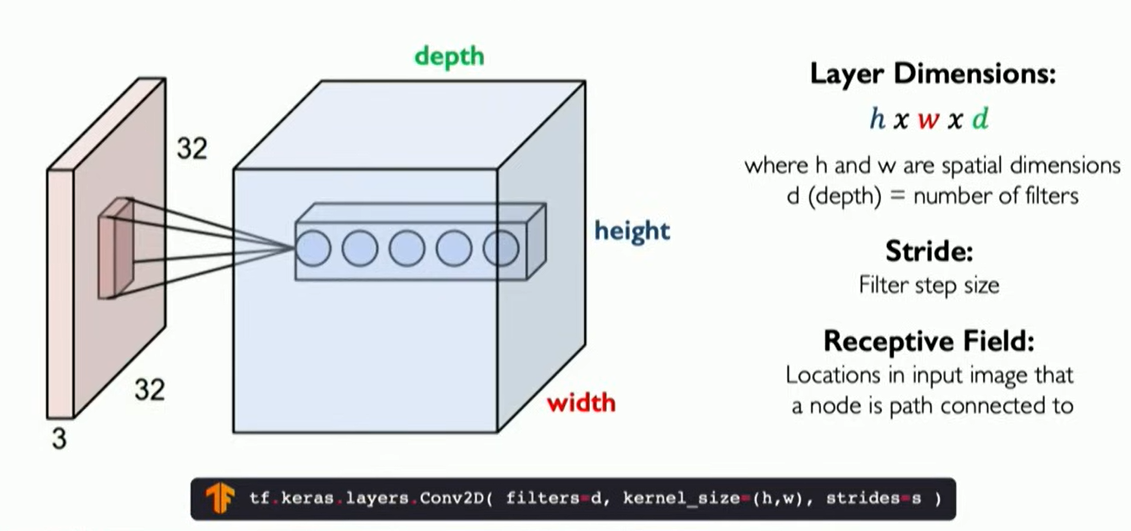 depth
32
height
32
width
3
Layer Dimensions:
h x w x d
where h and w are spatial dimensions
d (depth) = number of filters
Stride:
Filter step size
Receptive Field:
Locations in input image that
a node is path connected to
tf.keras.layers.Conv2D( filters=d, kernel_size=(h,w), strides=s )